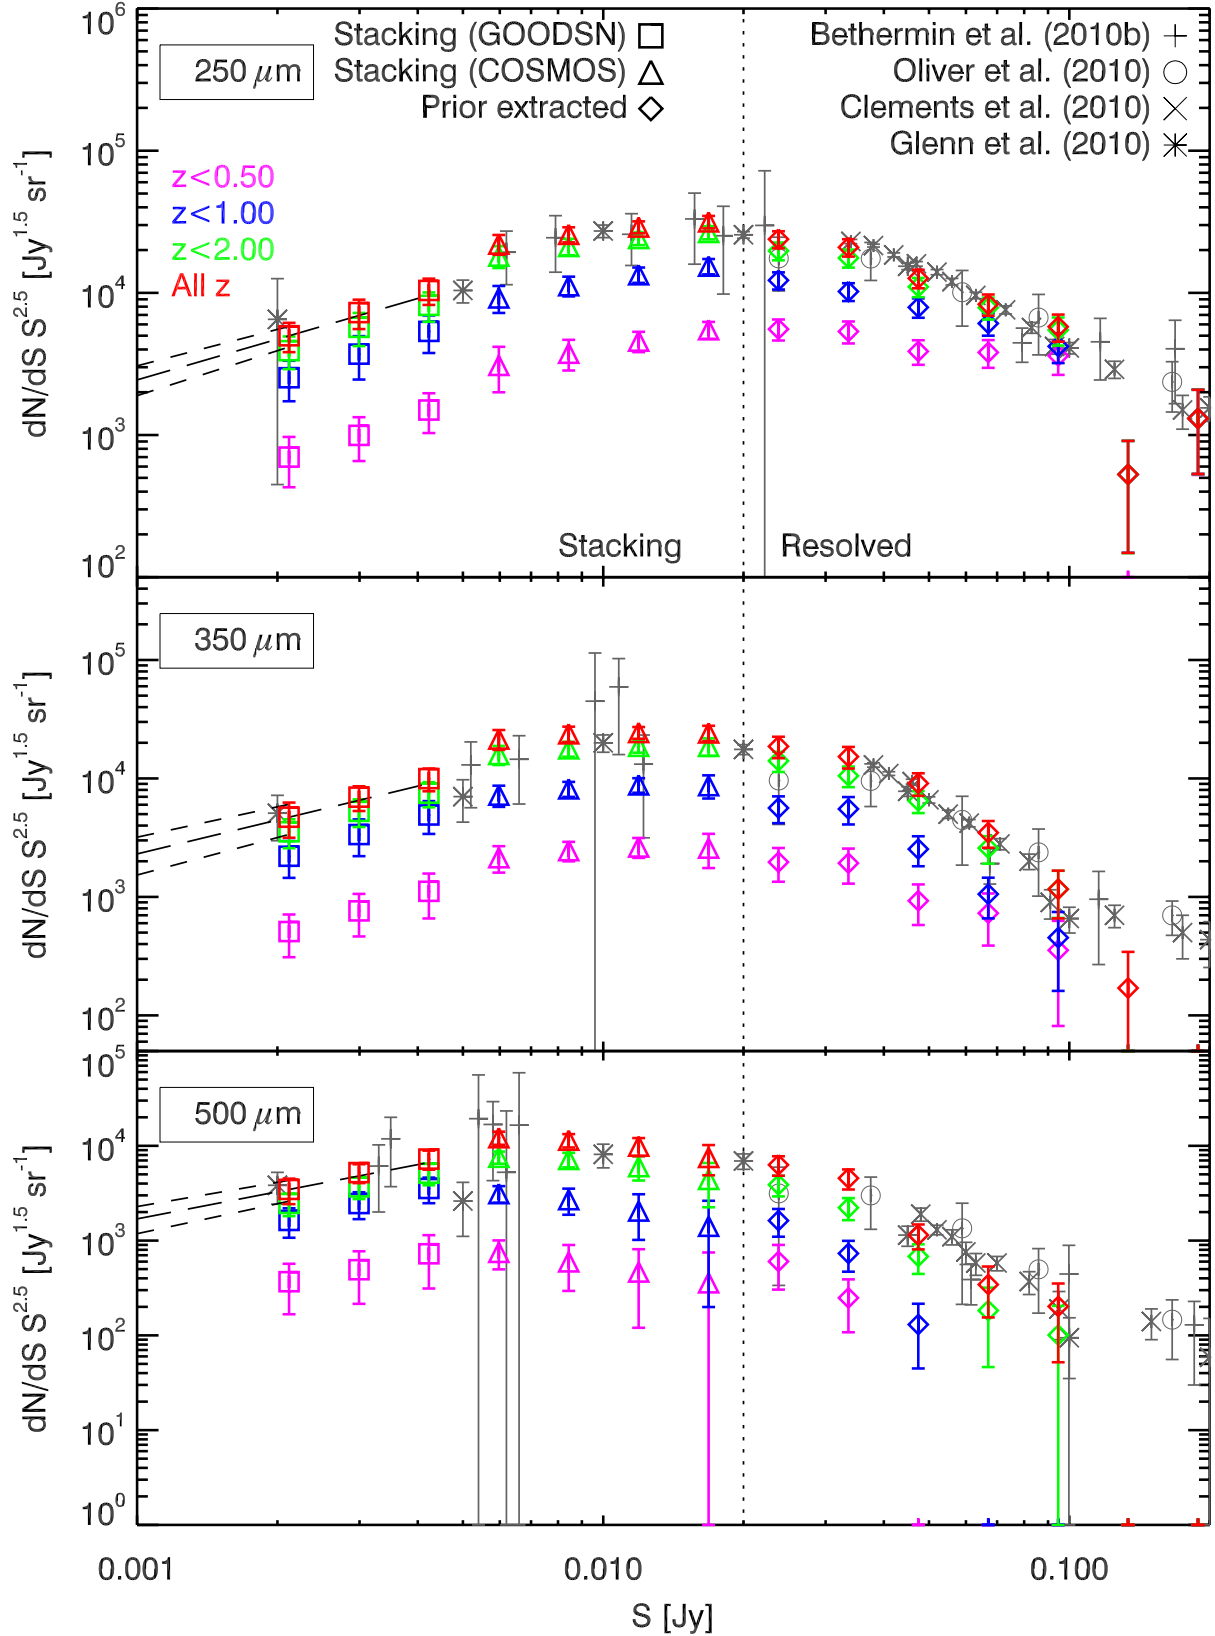 10^6
250 μm
Stacking (GOODSN)
Stacking (COSMOS)
Prior extracted
Bethermin et al. (2010b)
Oliver et al. (2010)
Clements et al. (2010)
Glenn et al. (2010)
z<0.50
z<1.00
z<2.00
All z
10^5
10^4
10^3
10^2
dN/dS S^2.5 [Jy^1.5 sr^-1]
Stacking
Resolved
350 μm
10^5
10^4
10^3
10^2
dN/dS S^2.5 [Jy^1.5 sr^-1]
10^5
500 μm
10^4
10^3
10^2
10^1
10^0
dN/dS S^2.5 [Jy^1.5 sr^-1]
0.001
0.010
0.100
S [Jy]